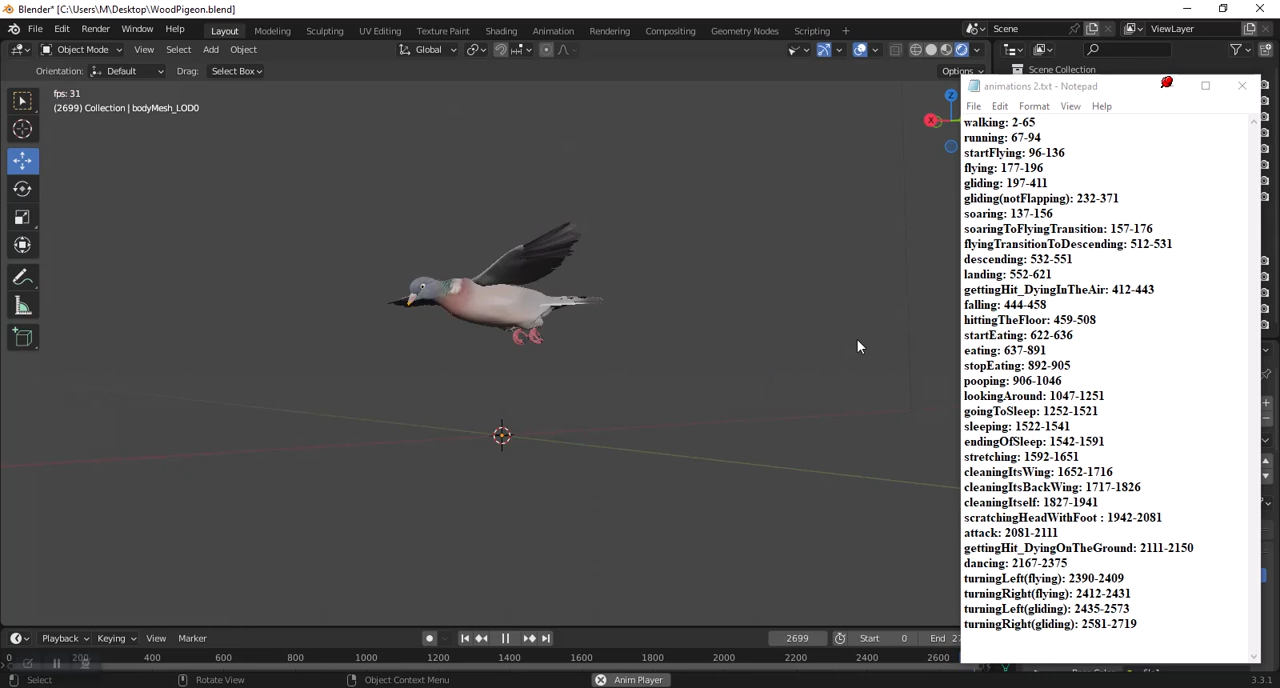 Blender* [C:\Users\M\Desktop\WoodPigeon.blend]
File Edit Render Window Help Layout Modeling Sculpting UV Editing Texture Paint Shading Animation Rendering Compositing Geometry Nodes Scripting + Scene ViewLayer
Object Mode View Select Add Object Global
Orientation: Default Drag: Select Box Options
Scene Collection
fps: 31
(2699) Collection | bodyMesh_LOD0
Z
X
animations 2.txt - Notepad
File Edit Format View Help
walking: 2-65
running: 67-94
startFlying: 96-136
flying: 177-196
gliding: 197-411
gliding(notFlapping): 232-371
soaring: 137-156
soaringToFlyingTransition: 157-176
flyingTransitionToDescending: 512-531
descending: 532-551
landing: 552-621
gettingHit_DyingInTheAir: 412-443
falling: 444-458
hittingTheFloor: 459-508
startEating: 622-636
eating: 637-891
stopEating: 892-905
pooping: 906-1046
lookingAround: 1047-1251
goingToSleep: 1252-1521
sleeping: 1522-1541
endingOfSleep: 1542-1591
stretching: 1592-1651
cleaningItsWing: 1652-1716
cleaningItsBackWing: 1717-1826
cleaningItself: 1827-1941
scratchingHeadWithFoot : 1942-2081
attack: 2081-2111
gettingHit_DyingOnTheGround: 2111-2150
dancing: 2167-2375
turningLeft(flying): 2390-2409
turningRight(flying): 2412-2431
turningLeft(gliding): 2435-2573
turningRight(gliding): 2581-2719
Playback Keying View Marker 2699 Start 0 End
0 200 400 600 800 1000 1200 1400 1600 1800 2000 2200 2400 2600
Select Rotate View Object Context Menu Anim Player 3.3.1